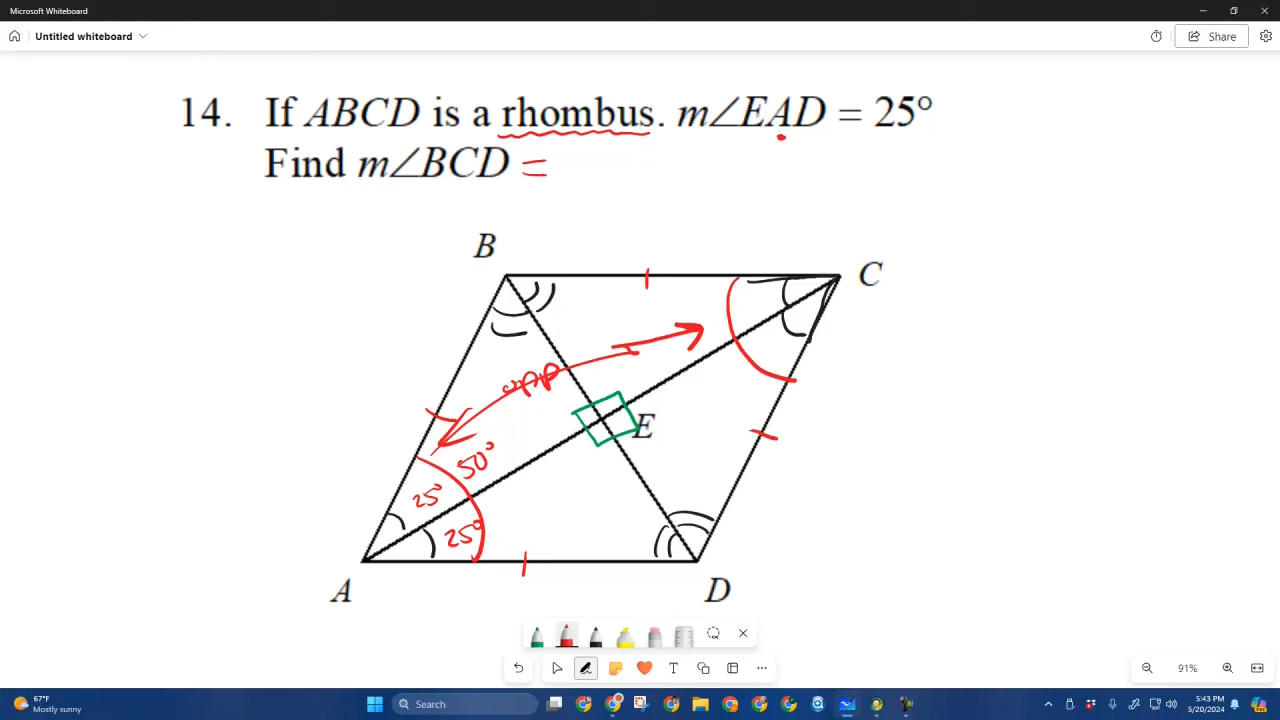 Microsoft Whiteboard
Untitled whiteboard
Share
14. If ABCD is a rhombus. m∠EAD = 25°
Find m∠BCD =
B
C
opp
E
50°
25°
25°
A
D
T
91%
67°F
Mostly sunny
Search
5:43 PM
5/20/2024